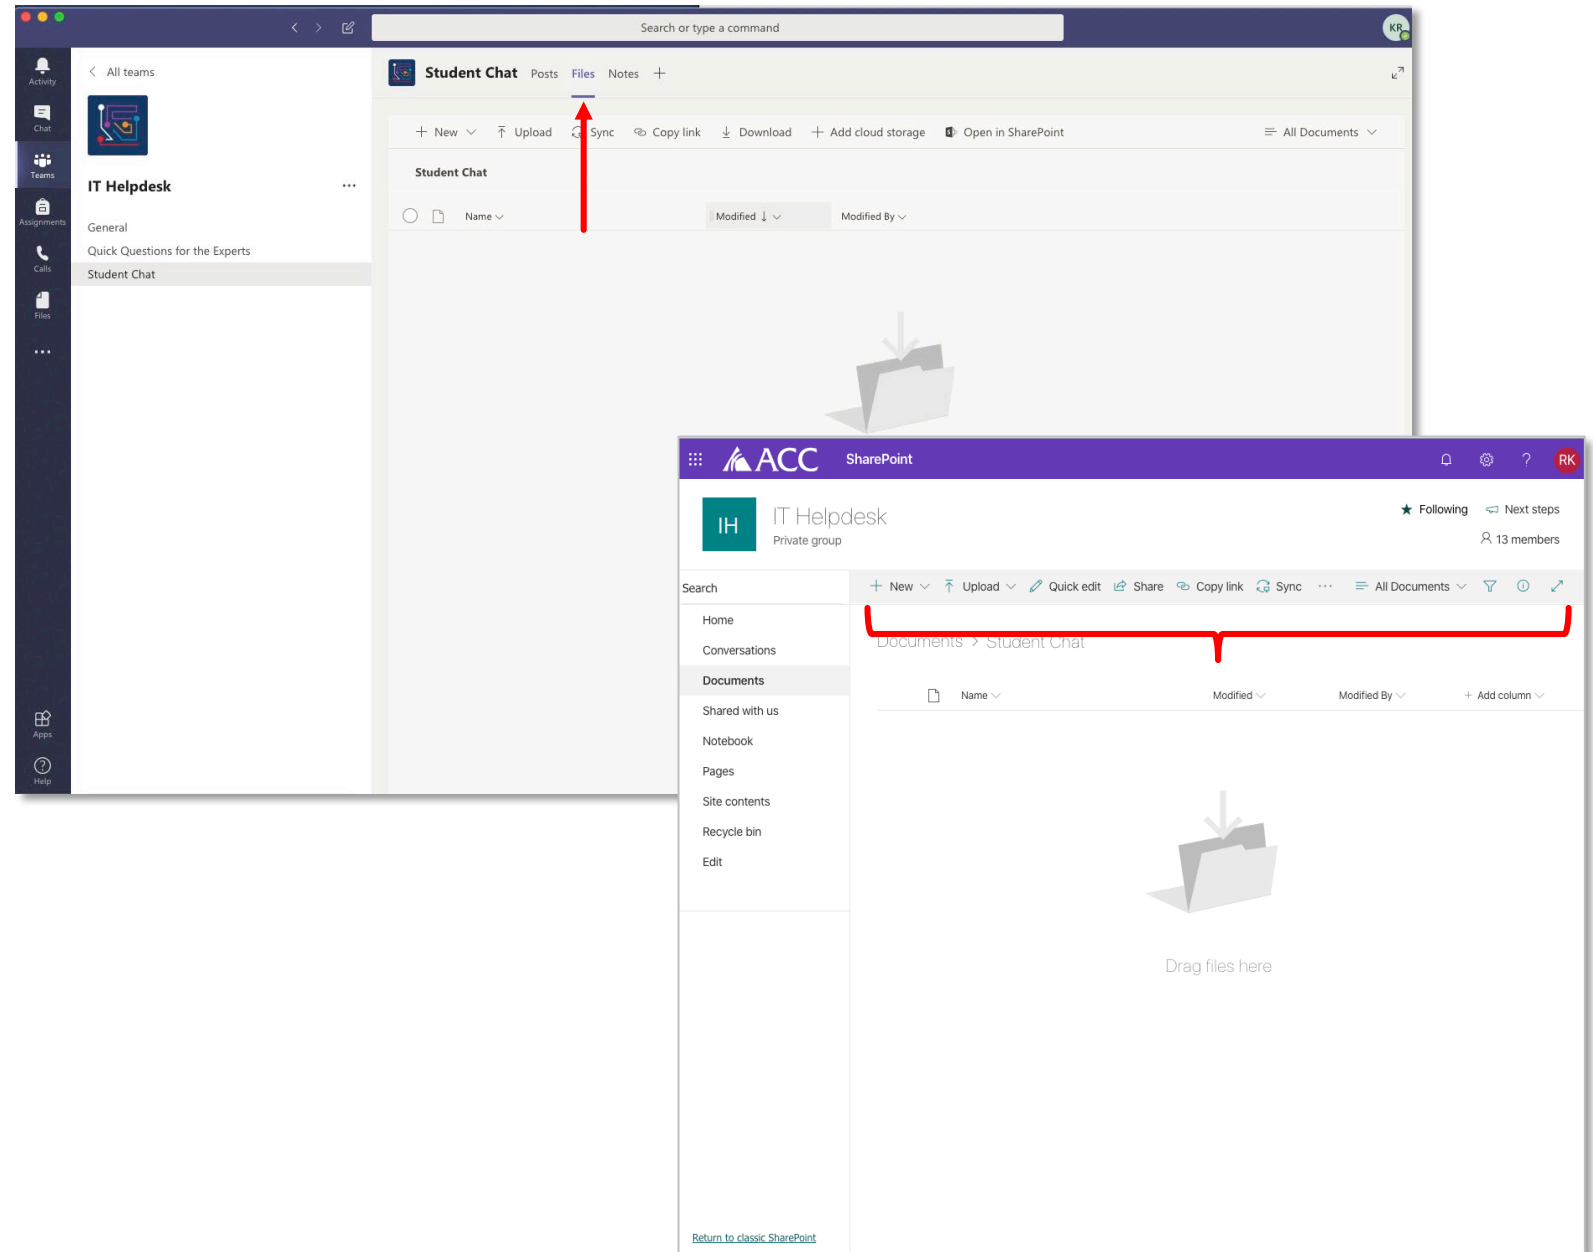 Search or type a command
KR
Activity
Chat
Teams
Assignments
Calls
Files
Apps
Help
All teams
IT Helpdesk
General
Quick Questions for the Experts
Student Chat
Student Chat Posts Files Notes
New Upload Sync Copy link Download Add cloud storage Open in SharePoint All Documents
Student Chat
Name Modified Modified By
ACC SharePoint
? RK
IH
IT Helpdesk
Private group
Following Next steps
13 members
Search
New Upload Quick edit Share Copy link Sync ... All Documents
Home
Conversations
Documents
Shared with us
Notebook
Pages
Site contents
Recycle bin
Edit
Documents > Student Chat
Name Modified Modified By + Add column
Drag files here
Return to classic SharePoint